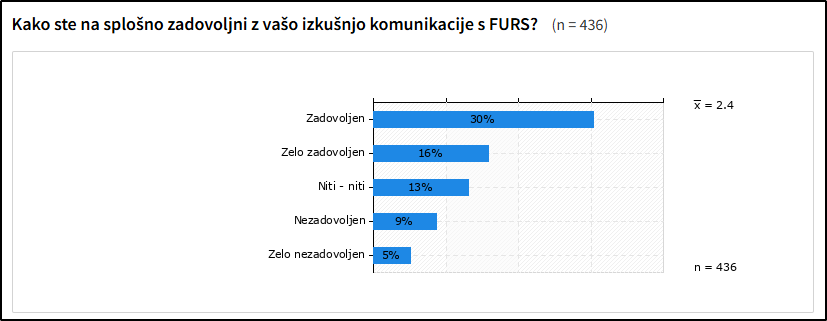 Kako ste na splošno zadovoljni z vašo izkušnjo komunikacije s FURS? (n = 436)
x̅ = 2.4
Zadovoljen 30%
Zelo zadovoljen 16%
Niti - niti 13%
Nezadovoljen 9%
Zelo nezadovoljen 5%
n = 436